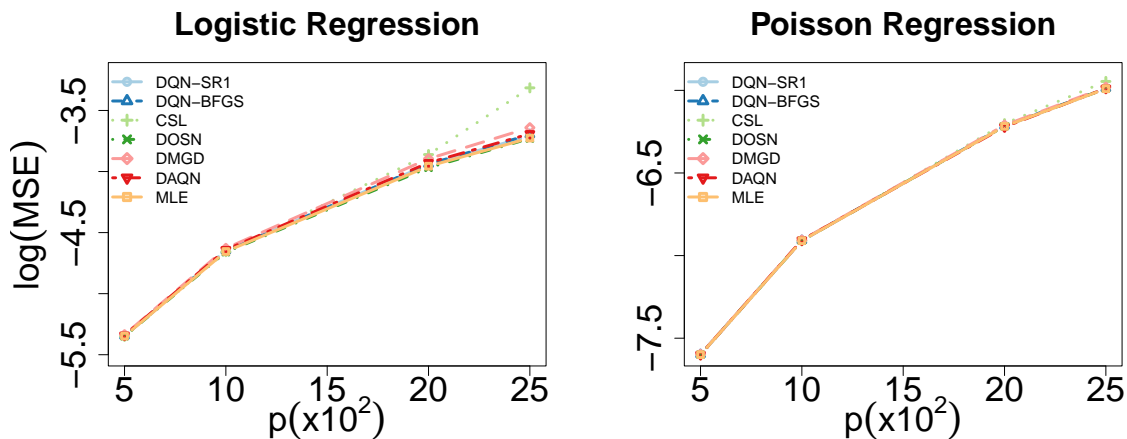 Logistic Regression
log(MSE)
−3.5
−4.5
−5.5
DQN−SR1
DQN−BFGS
CSL
DOSN
DMGD
DAQN
MLE
5 10 15 20 25
p(x10²)
Poisson Regression
−6.5
−7.5
DQN−SR1
DQN−BFGS
CSL
DOSN
DMGD
DAQN
MLE
5 10 15 20 25
p(x10²)